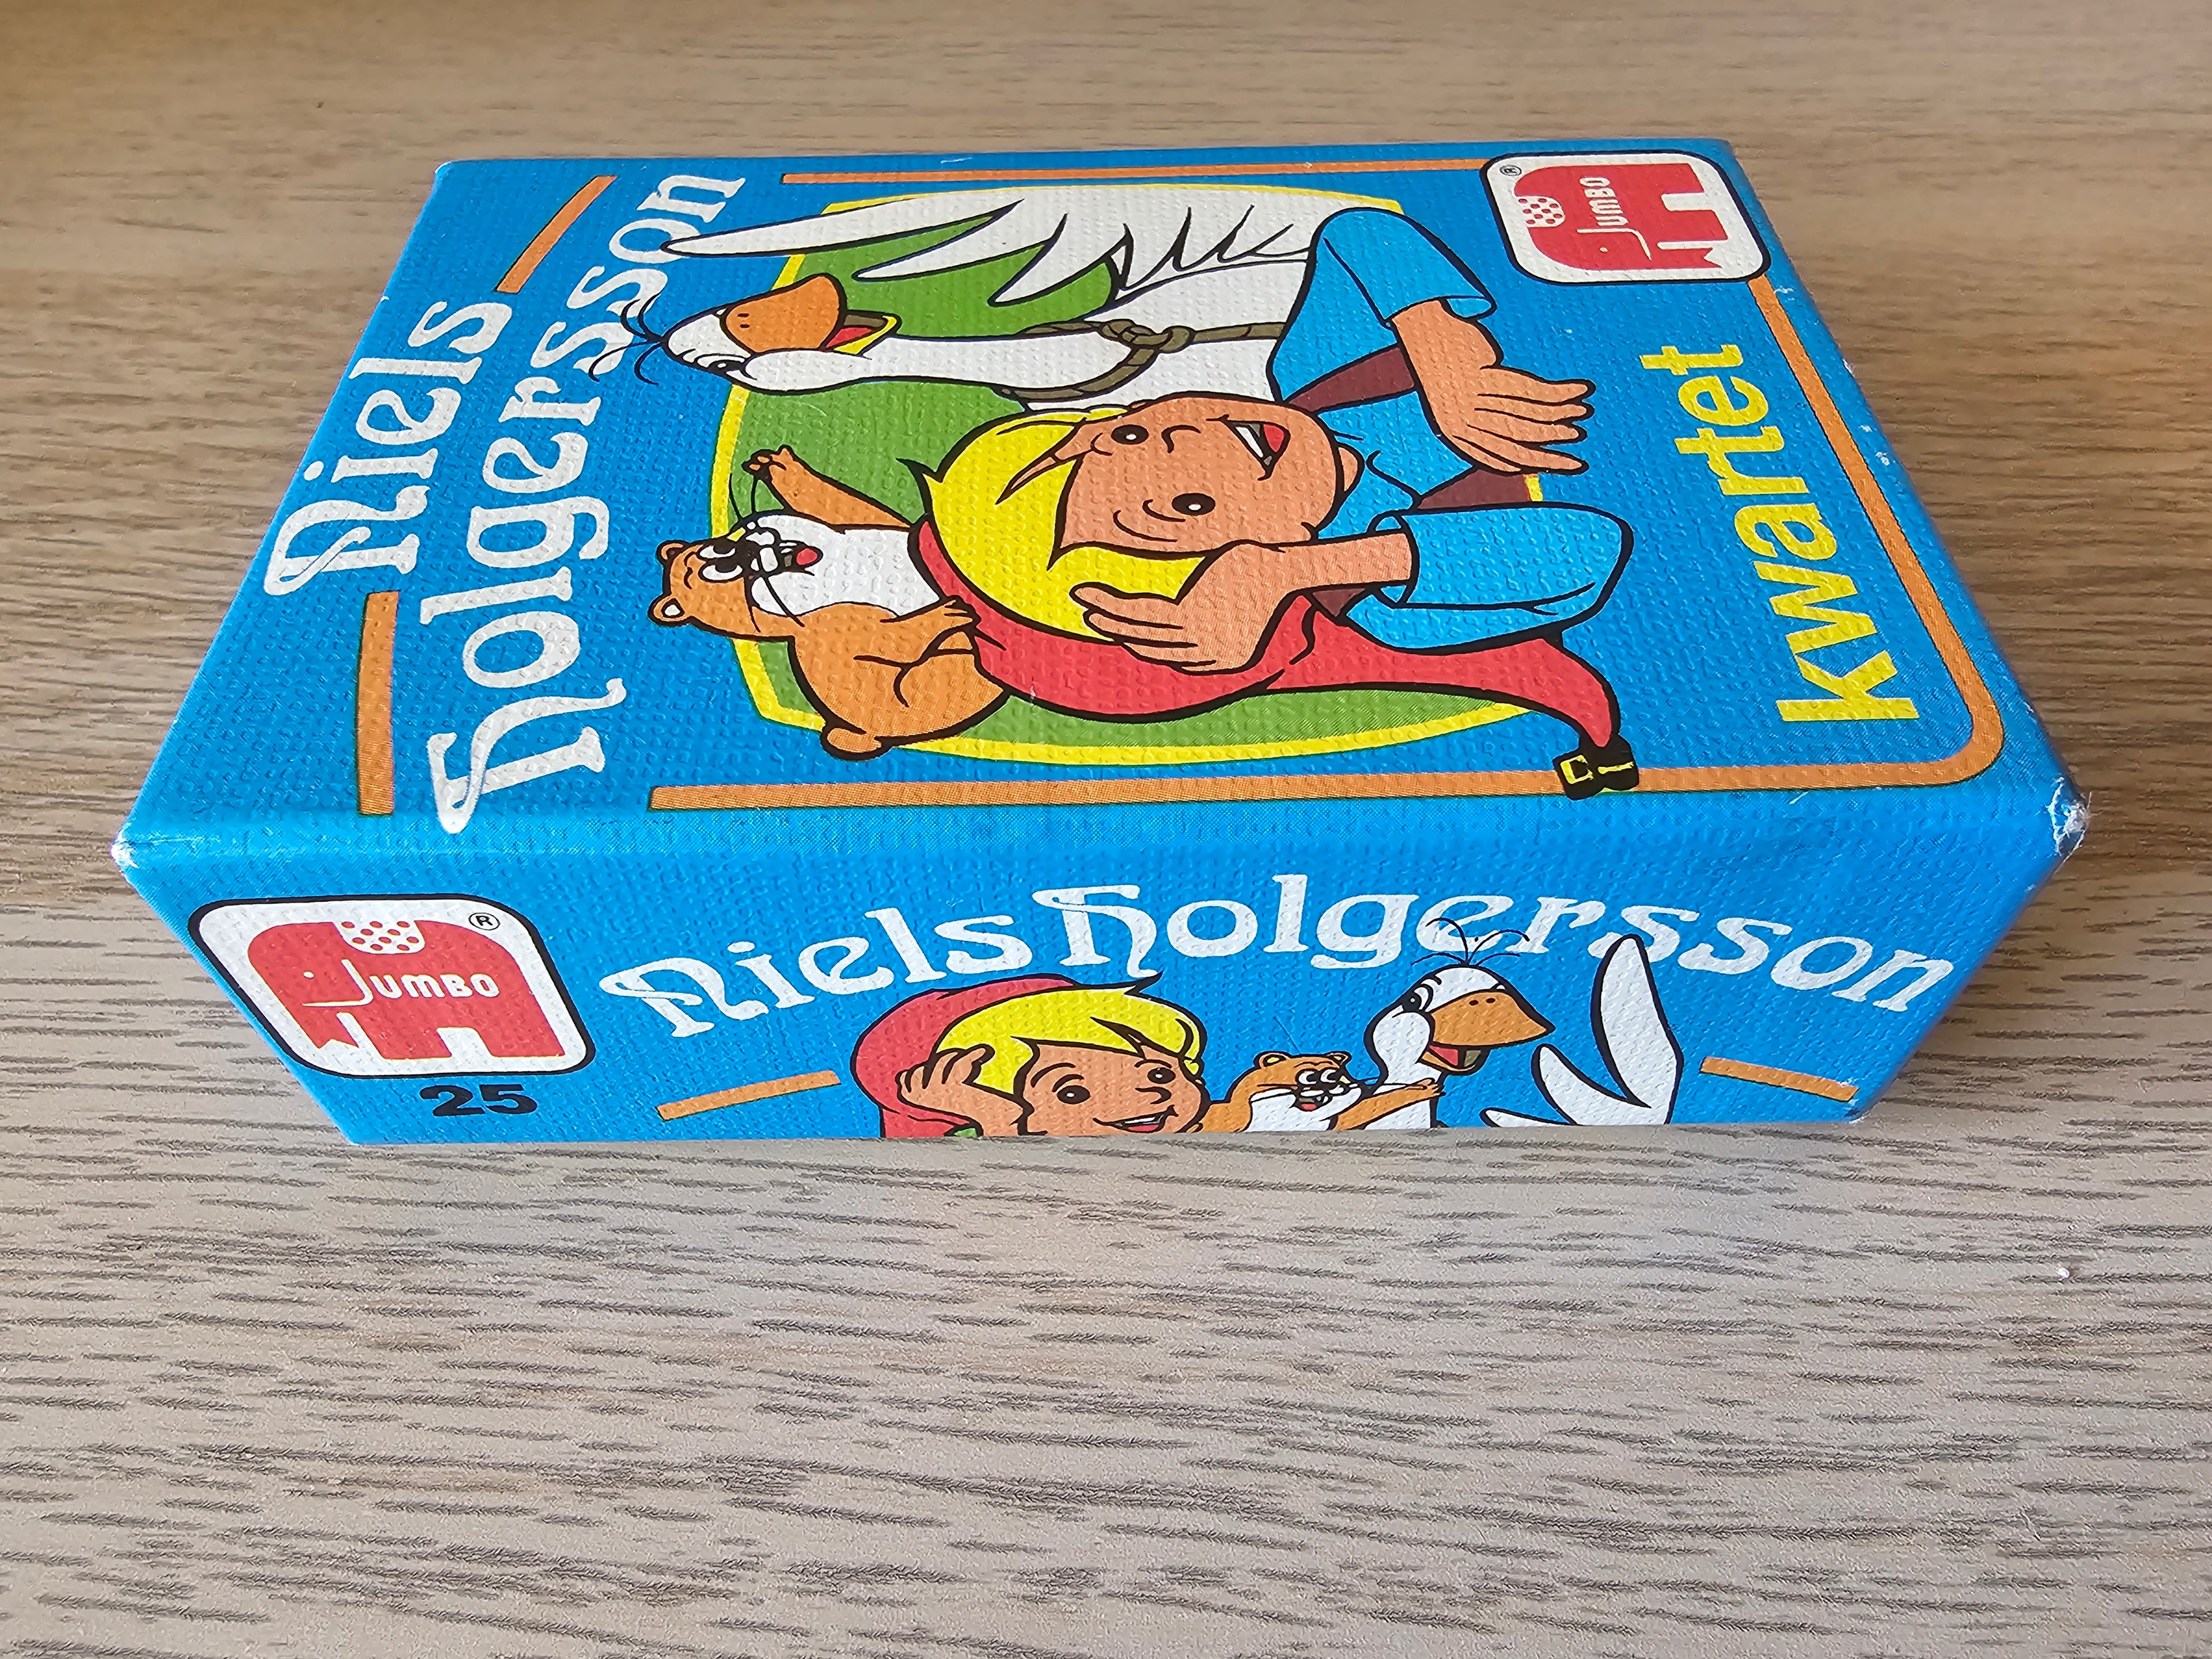 Niels
Holgersson
Jumbo
®
kwartet
Jumbo
®
25
Niels Holgersson